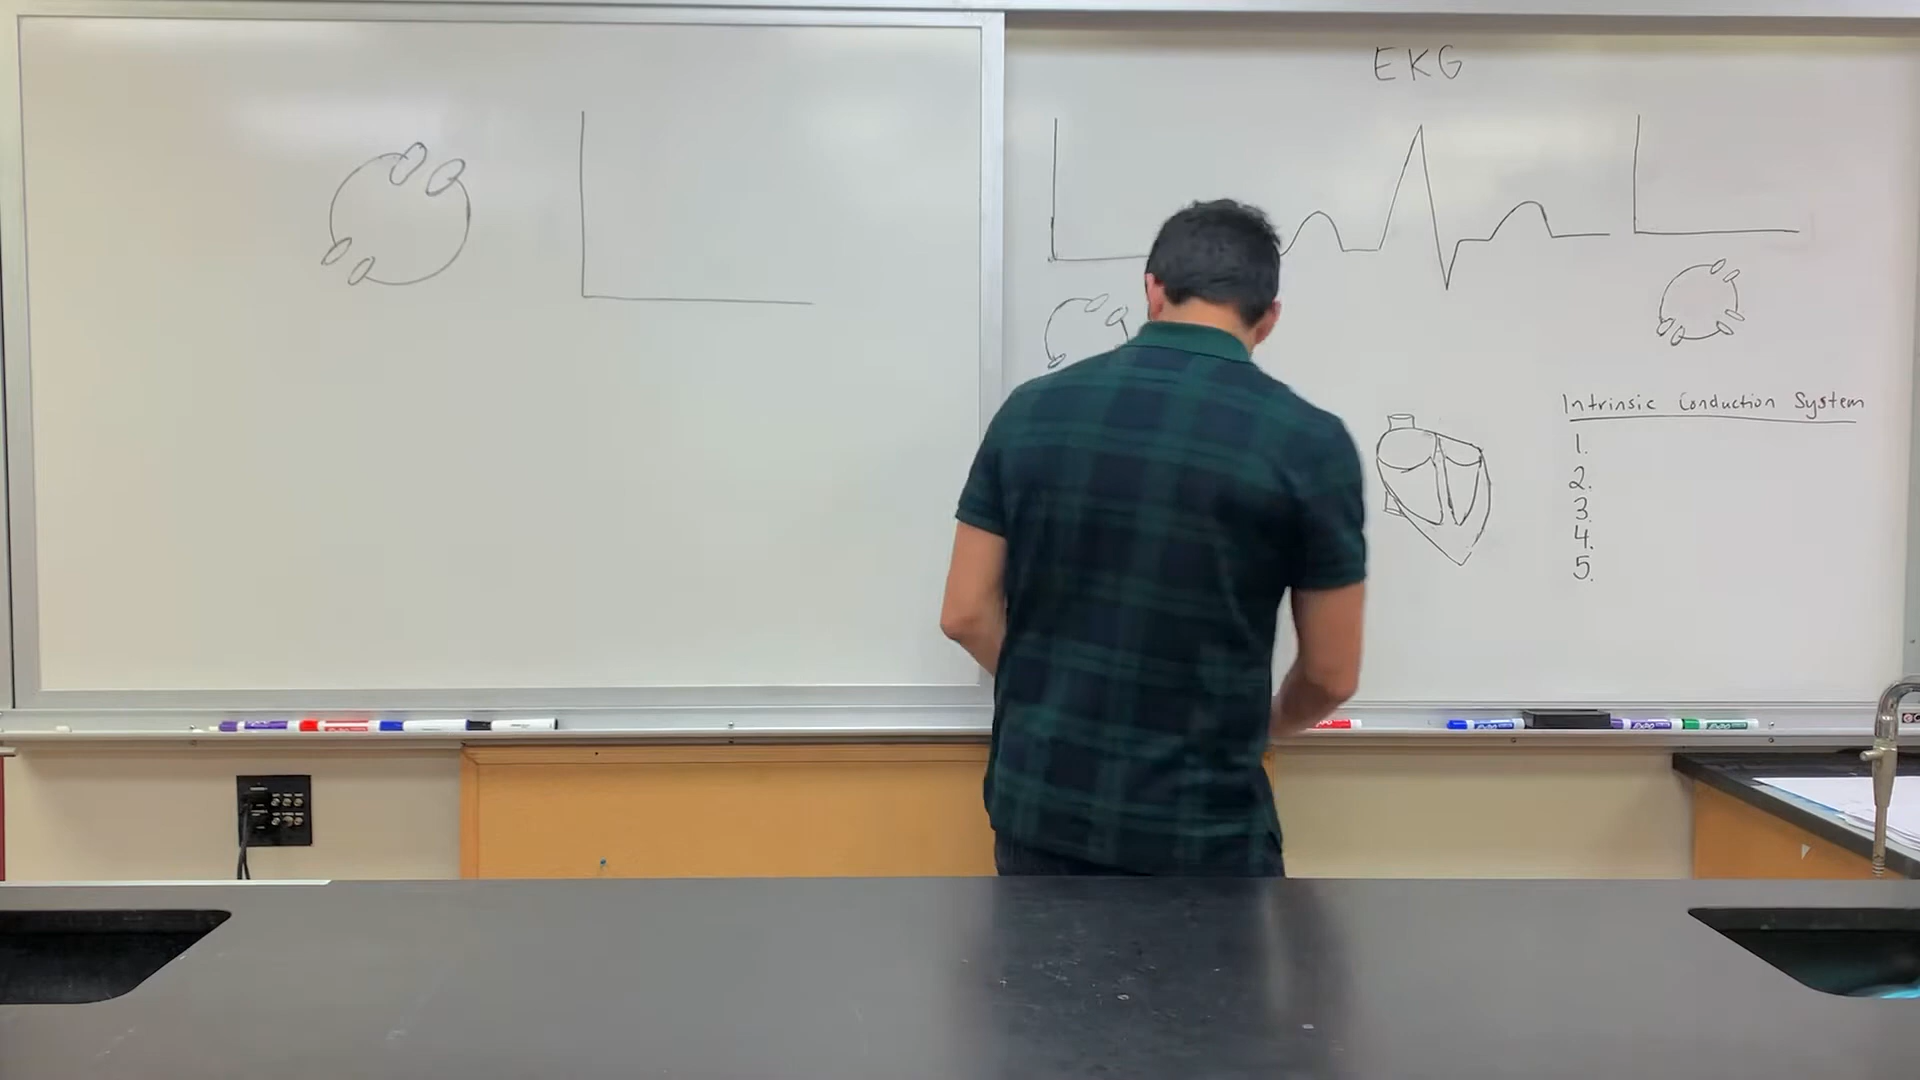 EKG
Intrinsic Conduction System
1.
2.
3.
4.
5.